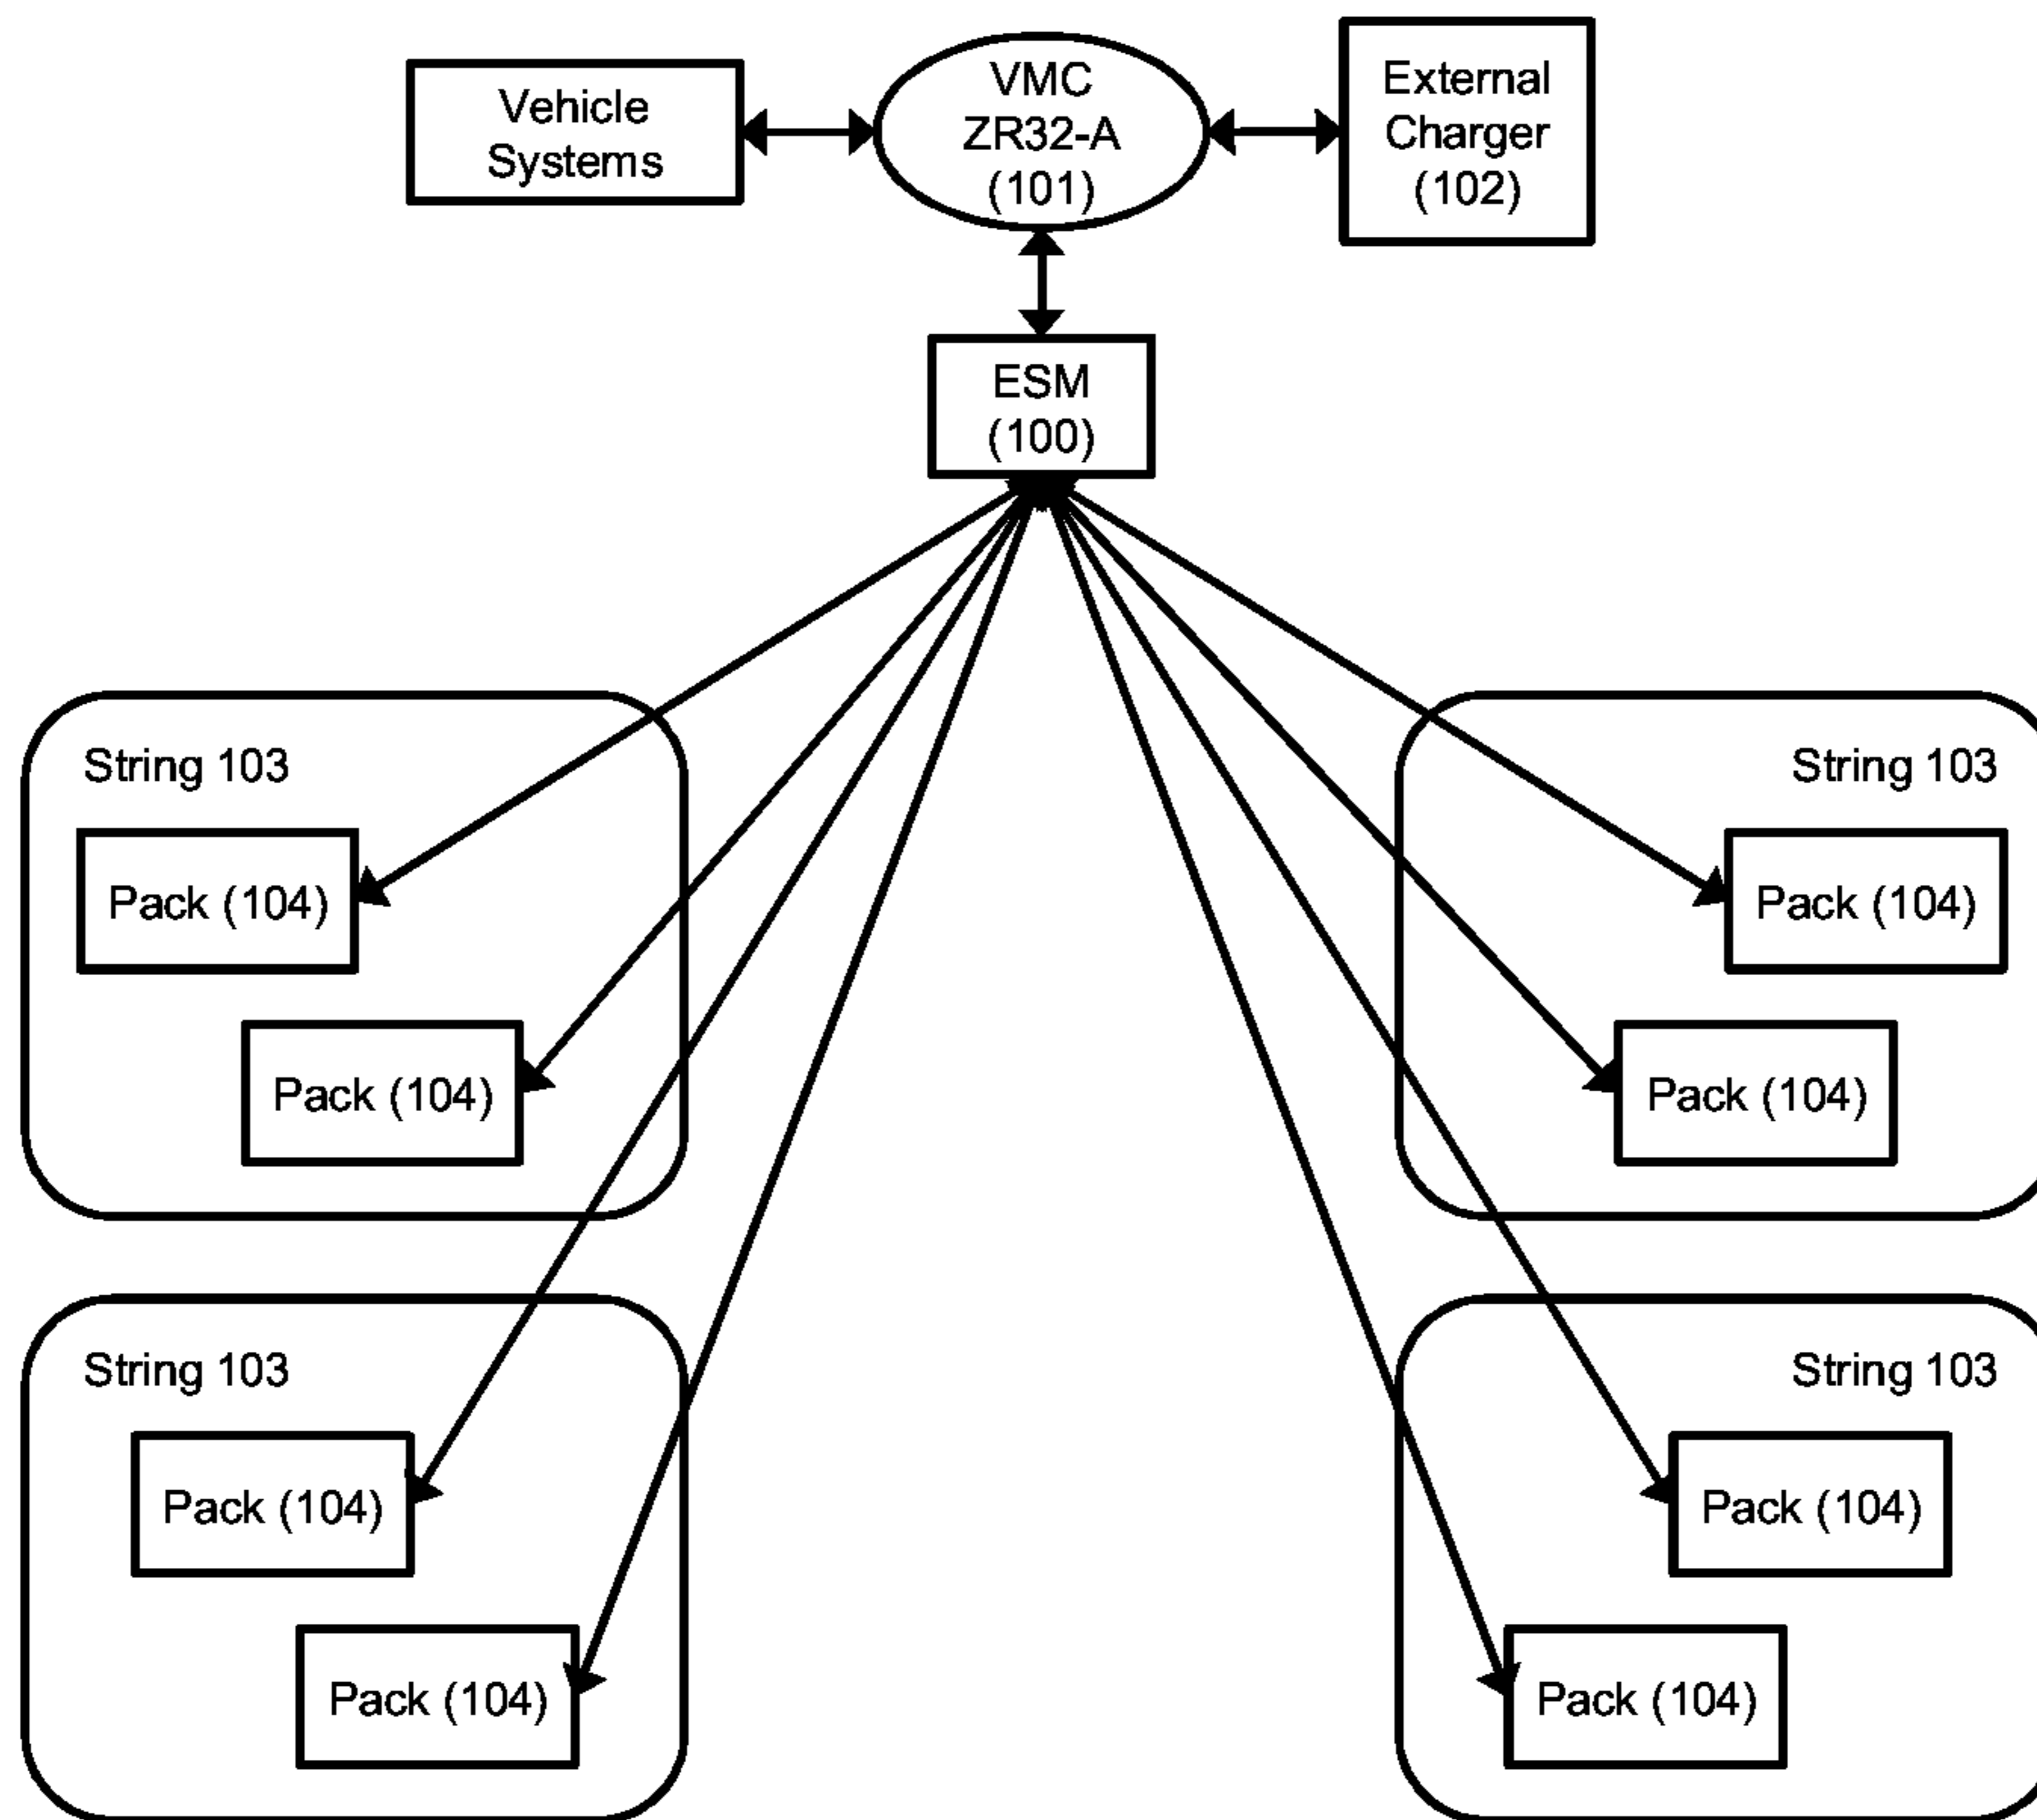 Vehicle
Systems
VMC
ZR32-A
(101)
External
Charger
(102)
ESM
(100)
String 103
Pack (104)
Pack (104)
String 103
Pack (104)
Pack (104)
String 103
Pack (104)
Pack (104)
String 103
Pack (104)
Pack (104)